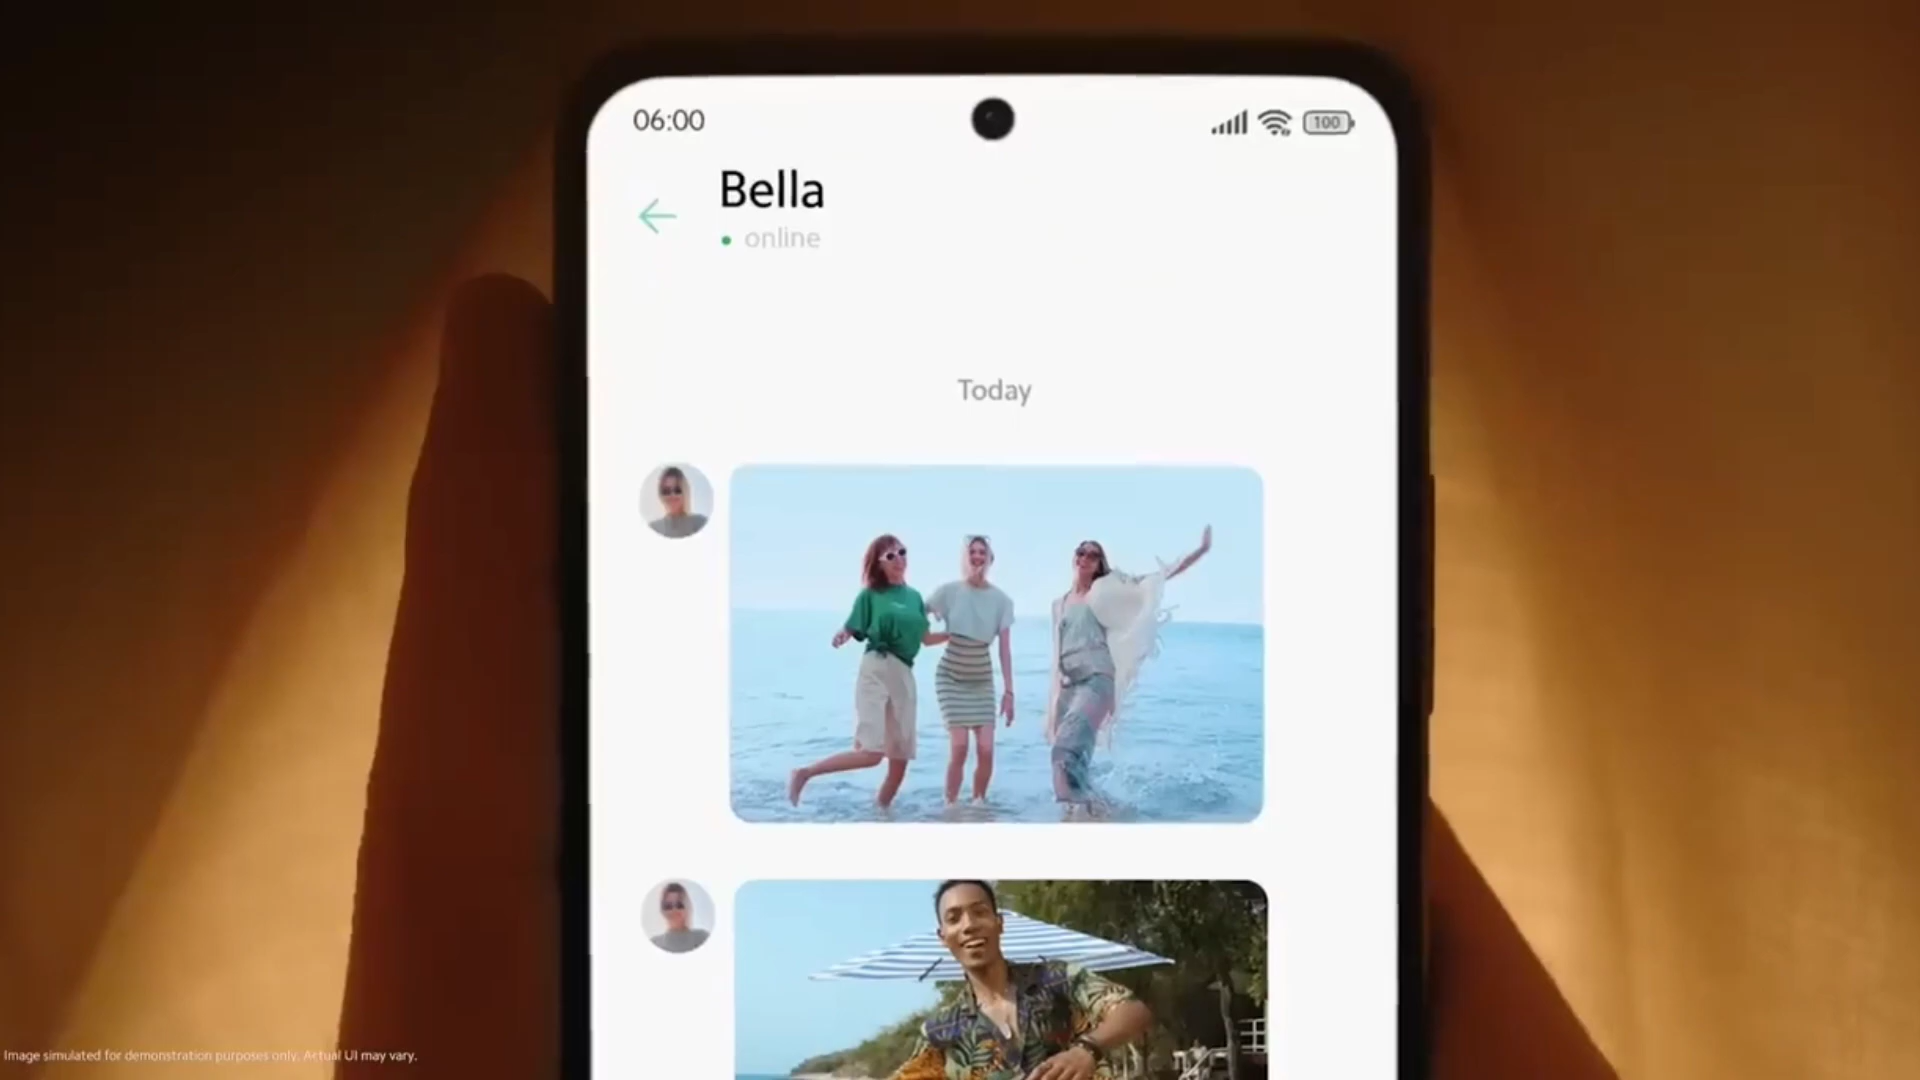 06:00
100
Bella
online
Today
Image simulated for demonstration purposes only. Actual UI may vary.